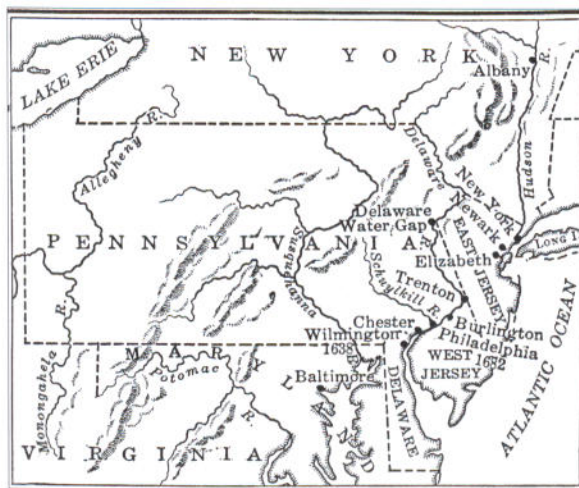 NEW YORK
LAKE ERIE
Albany
R.
Hudson
Allegheny R.
Delaware
R.
New York
Newark
Delaware
Water Gap
LONG I.
PENNSYLVANIA
Susquehanna
EAST JERSEY
Elizabeth
Schuylkill R.
Trenton
Chester
Wilmington
1638
Burlington
Philadelphia
1682
WEST
JERSEY
MARYLAND
Potomac
R.
Baltimore
DELAWARE
Monongahela R.
VIRGINIA
ATLANTIC OCEAN